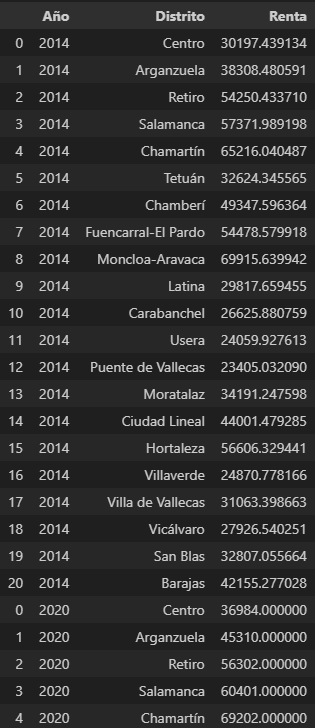 Año Distrito Renta
0 2014 Centro 30197.439134
1 2014 Arganzuela 38308.480591
2 2014 Retiro 54250.433710
3 2014 Salamanca 57371.989198
4 2014 Chamartín 65216.040487
5 2014 Tetuán 32624.345565
6 2014 Chamberí 49347.596364
7 2014 Fuencarral-El Pardo 54478.579918
8 2014 Moncloa-Aravaca 69915.639942
9 2014 Latina 29817.659455
10 2014 Carabanchel 26625.880759
11 2014 Usera 24059.927613
12 2014 Puente de Vallecas 23405.032090
13 2014 Moratalaz 34191.247598
14 2014 Ciudad Lineal 44001.479285
15 2014 Hortaleza 56606.329441
16 2014 Villaverde 24870.778166
17 2014 Villa de Vallecas 31063.398663
18 2014 Vicálvaro 27926.540251
19 2014 San Blas 32807.055664
20 2014 Barajas 42155.277028
0 2020 Centro 36984.000000
1 2020 Arganzuela 45310.000000
2 2020 Retiro 56302.000000
3 2020 Salamanca 60401.000000
4 2020 Chamartín 69202.000000